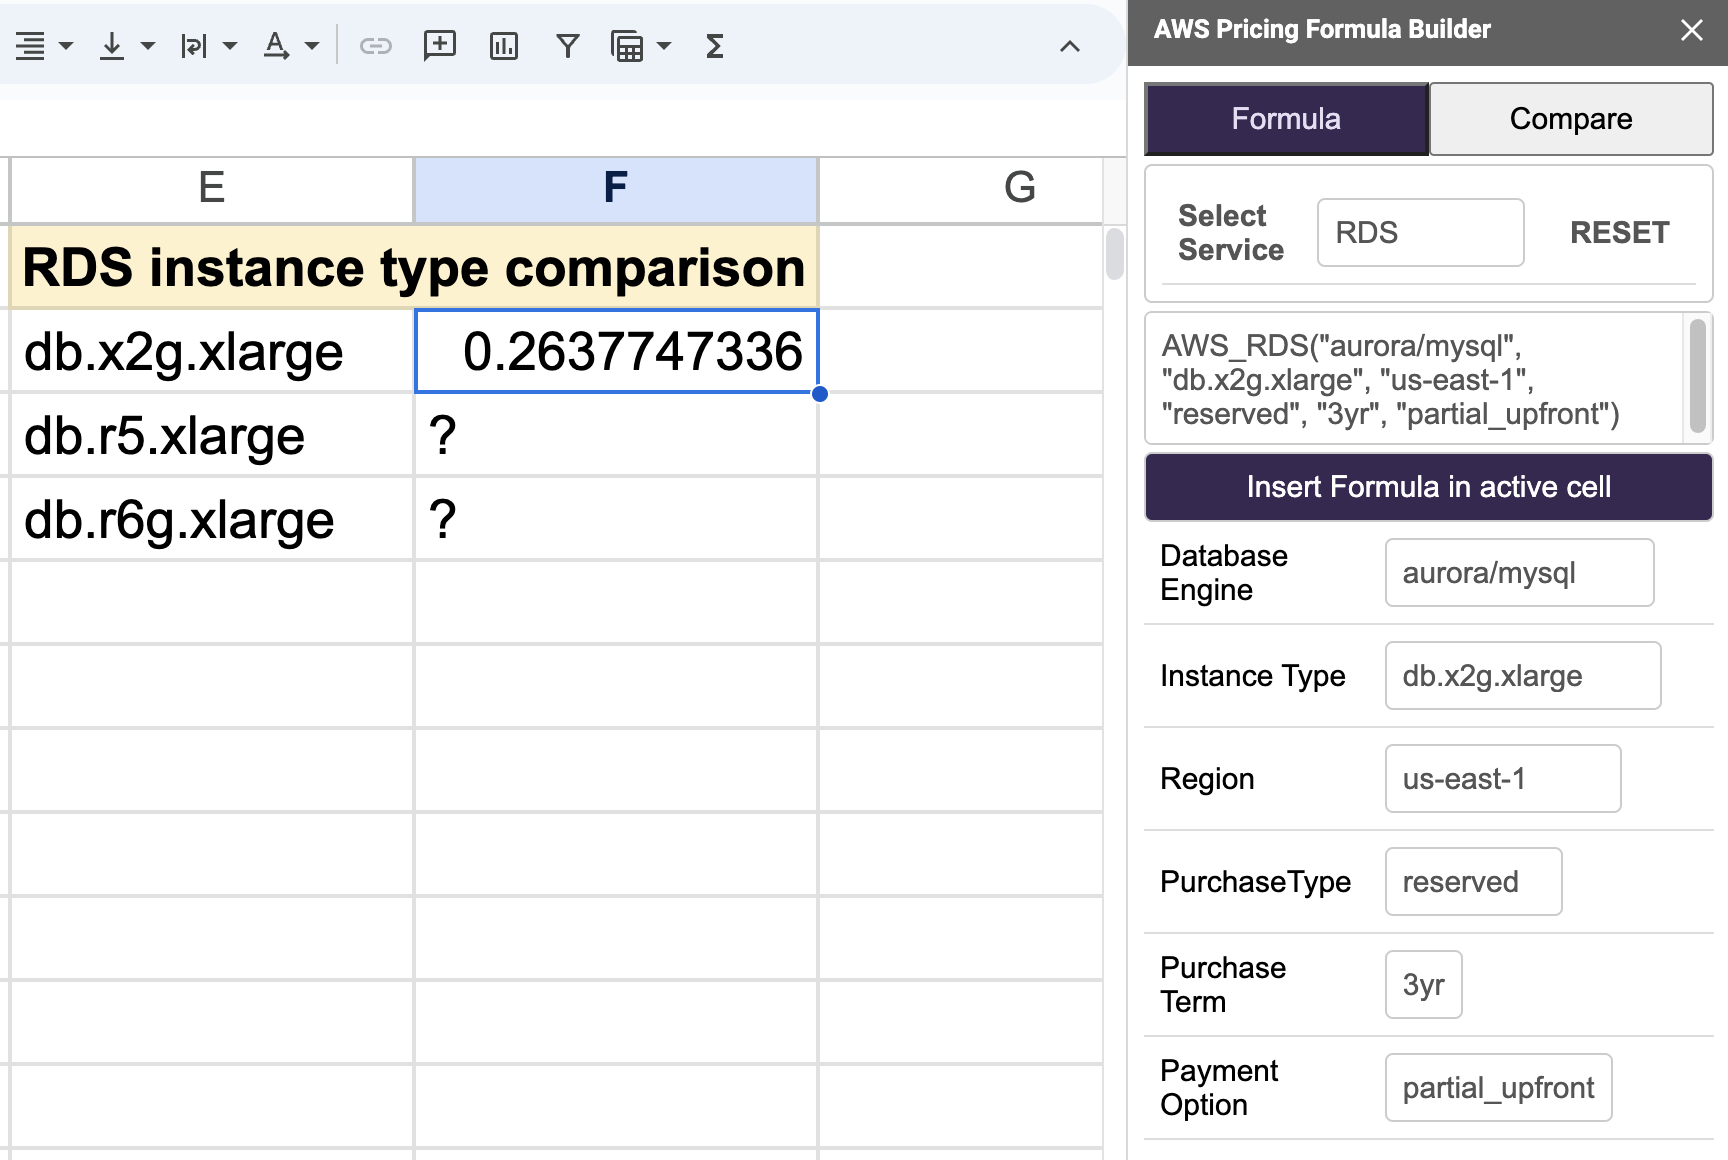 AWS Pricing Formula Builder
Formula
Compare
Select
Service
RDS
RESET
AWS_RDS("aurora/mysql",
"db.x2g.xlarge", "us-east-1",
"reserved", "3yr", "partial_upfront")
Insert Formula in active cell
Database
Engine
aurora/mysql
Instance Type
db.x2g.xlarge
Region
us-east-1
PurchaseType
reserved
Purchase
Term
3yr
Payment
Option
partial_upfront
E
F
G
RDS instance type comparison
db.x2g.xlarge 0.2637747336
db.r5.xlarge ?
db.r6g.xlarge ?